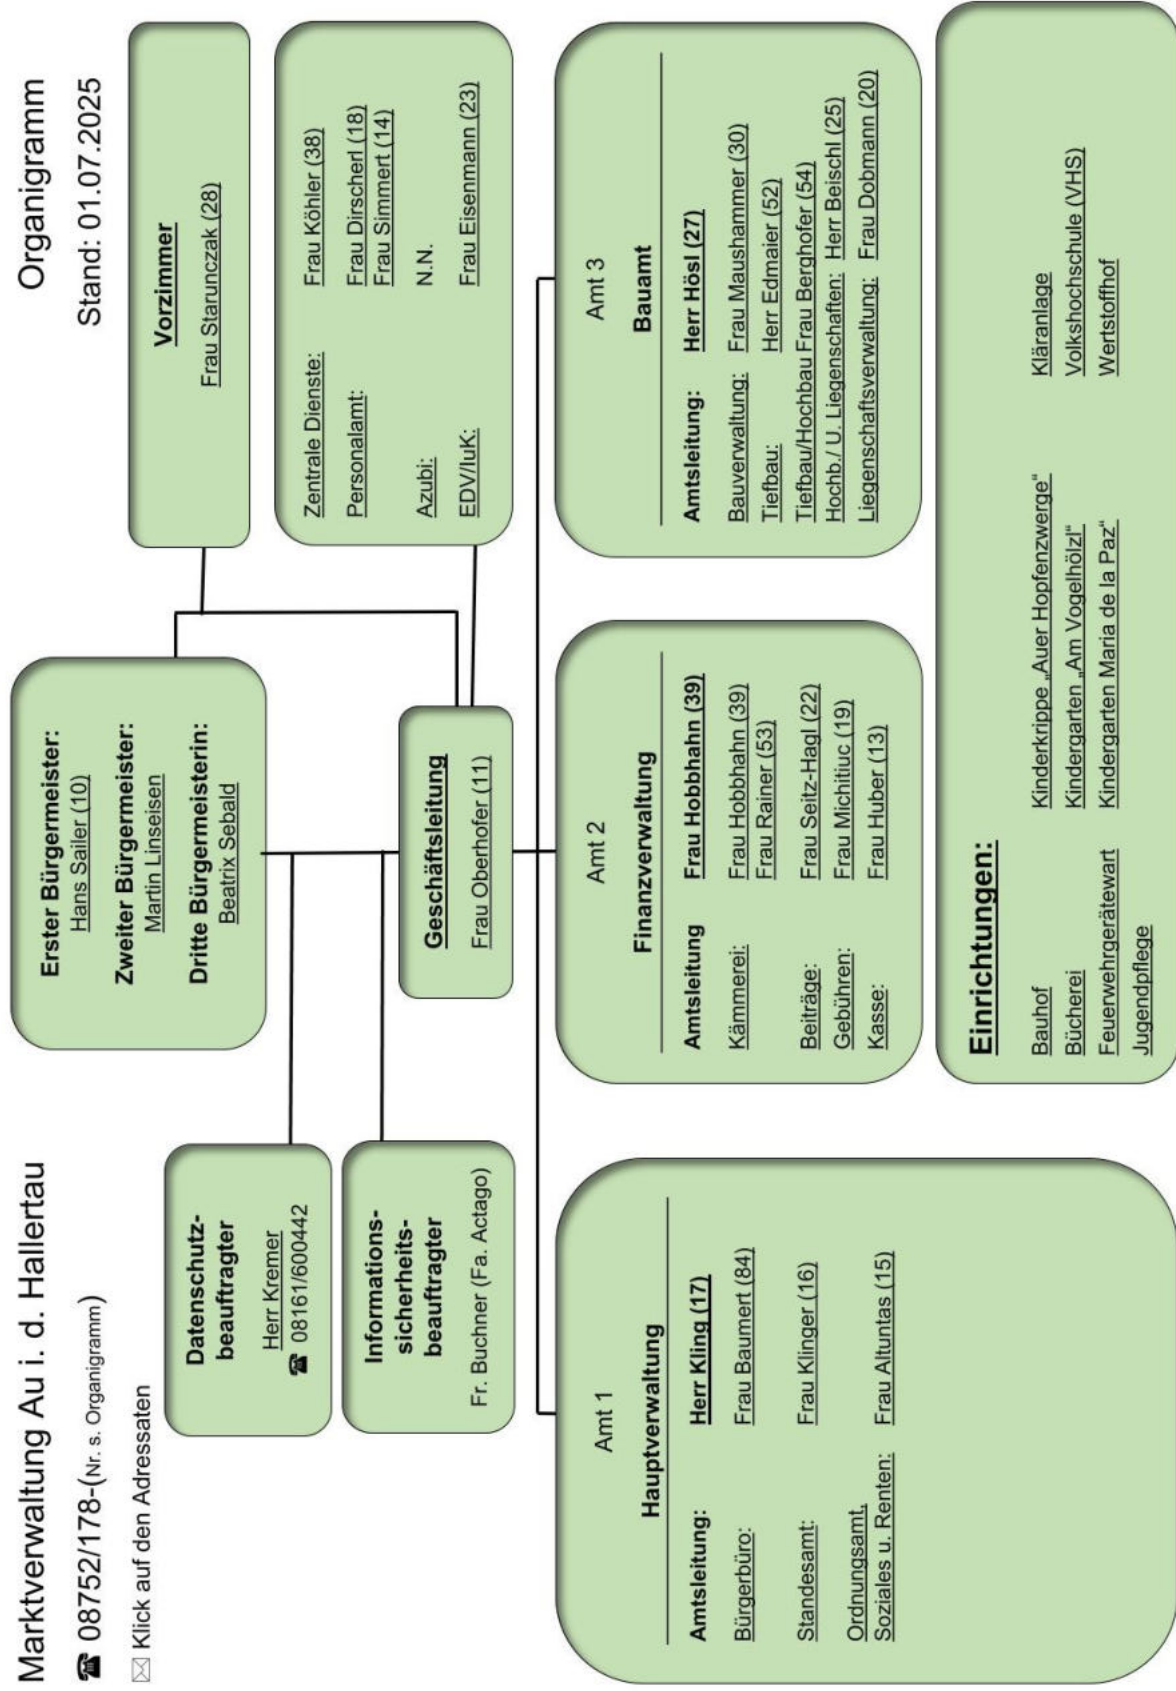 Marktverwaltung Au i. d. Hallertau
☎ 08752/178-(Nr. s. Organigramm)
✉ Klick auf den Adressaten
Organigramm
Stand: 01.07.2025
Erster Bürgermeister:
Hans Sailer (10)
Zweiter Bürgermeister:
Martin Linseisen
Dritte Bürgermeisterin:
Beatrix Sebald
Vorzimmer
Frau Starunczak (28)
Datenschutz-
beauftragter
Herr Kremer
☎ 08161/600442
Informations-
sicherheits-
beauftragter
Fr. Buchner (Fa. Actago)
Geschäftsleitung
Frau Oberhofer (11)
Zentrale Dienste: Frau Köhler (38)
Personalamt: Frau Dirscherl (18)
Frau Simmert (14)
Azubi: N.N.
EDV/IuK: Frau Eisenmann (23)
Amt 1
Hauptverwaltung
Amtsleitung: Herr Kling (17)
Bürgerbüro: Frau Baumert (84)
Standesamt: Frau Klinger (16)
Ordnungsamt,
Soziales u. Renten: Frau Altuntas (15)
Amt 2
Finanzverwaltung
Amtsleitung Frau Hobbhahn (39)
Kämmerei: Frau Hobbhahn (39)
Frau Rainer (53)
Beiträge: Frau Seitz-Hagl (22)
Gebühren: Frau Michitiuc (19)
Kasse: Frau Huber (13)
Amt 3
Bauamt
Amtsleitung: Herr Hösl (27)
Bauverwaltung: Frau Maushammer (30)
Tiefbau: Herr Edmaier (52)
Tiefbau/Hochbau Frau Berghofer (54)
Hochb./ U. Liegenschaften: Herr Beischl (25)
Liegenschaftsverwaltung: Frau Dobmann (20)
Einrichtungen:
Bauhof Kinderkrippe „Auer Hopfenzwerge“ Kläranlage
Bücherei Kindergarten „Am Vogelhölzl“ Volkshochschule (VHS)
Feuerwehrgerätewart Kindergarten Maria de la Paz“ Wertstoffhof
Jugendpflege